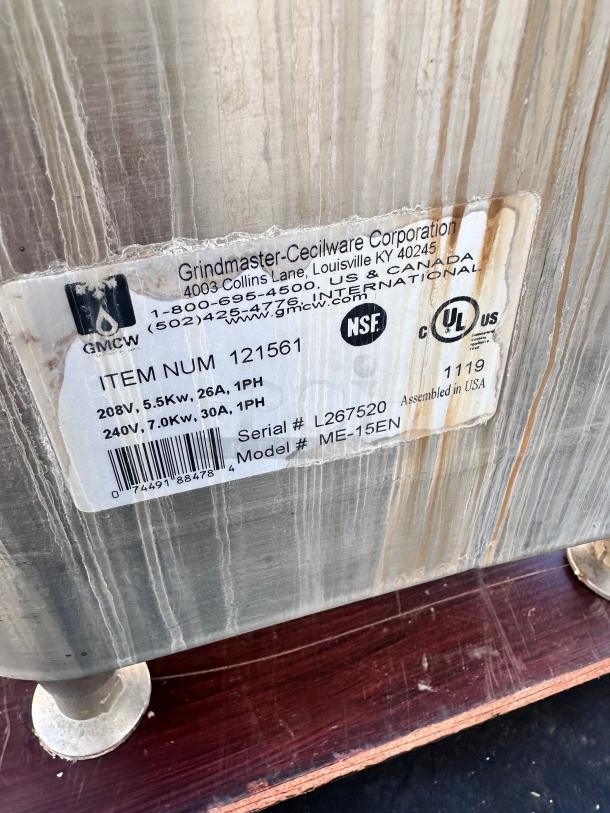 Grindmaster-Cecilware Corporation
4003 Collins Lane, Louisville KY 40245
1-800-695-4500, US & CANADA
(502)425-4776, INTERNATIONAL
www.gmcw.com
GMCW
NSF
C UL US
ITEM NUM 121561
208V, 5.5Kw, 26A, 1PH
240V, 7.0Kw, 30A, 1PH
1119
Assembled in USA
Serial # L267520
Model # ME-15EN
0 74491 88478 4